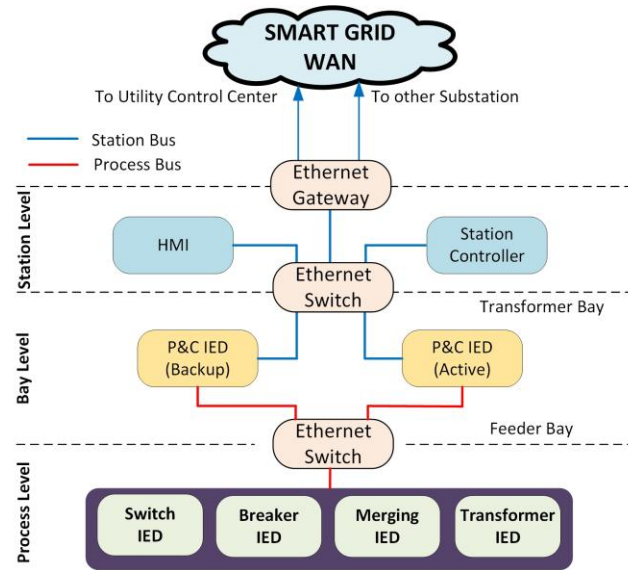 SMART GRID
WAN
To Utility Control Center
To other Substation
Station Bus
Process Bus
Ethernet
Gateway
Station Level
HMI
Station
Controller
Ethernet
Switch
Transformer Bay
Bay Level
P&C IED
(Backup)
P&C IED
(Active)
Feeder Bay
Ethernet
Switch
Process Level
Switch
IED
Breaker
IED
Merging
IED
Transformer
IED